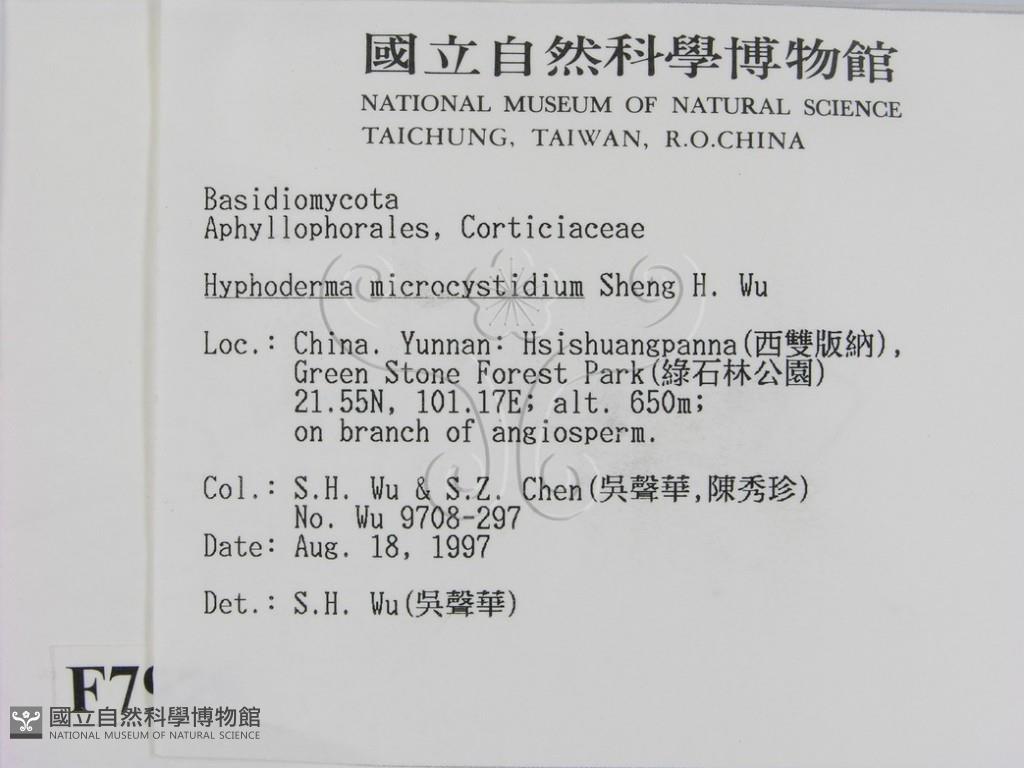 國立自然科學博物館
NATIONAL MUSEUM OF NATURAL SCIENCE
TAICHUNG, TAIWAN, R.O.CHINA
Basidiomycota
Aphyllophorales, Corticiaceae
Hyphoderma microcystidium Sheng H. Wu
Loc.: China. Yunnan: Hsishuangpanna(西雙版納),
Green Stone Forest Park(綠石林公園)
21.55N, 101.17E; alt. 650m;
on branch of angiosperm.
Col.: S.H. Wu & S.Z. Chen(吳聲華,陳秀珍)
No. Wu 9708-297
Date: Aug. 18, 1997
Det.: S.H. Wu(吳聲華)
國立自然科學博物館
NATIONAL MUSEUM OF NATURAL SCIENCE